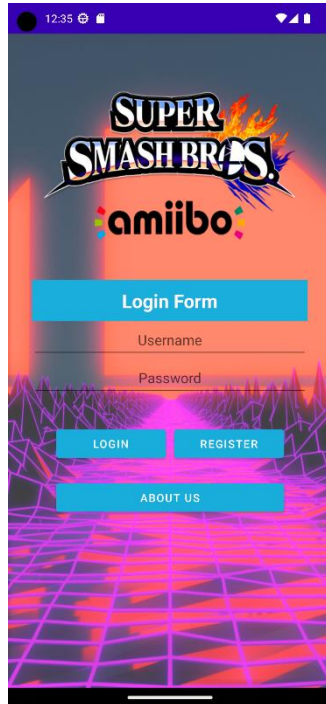 12:35
SUPER
SMASH BROS.
amiibo
Login Form
Username
Password
LOGIN REGISTER
ABOUT US